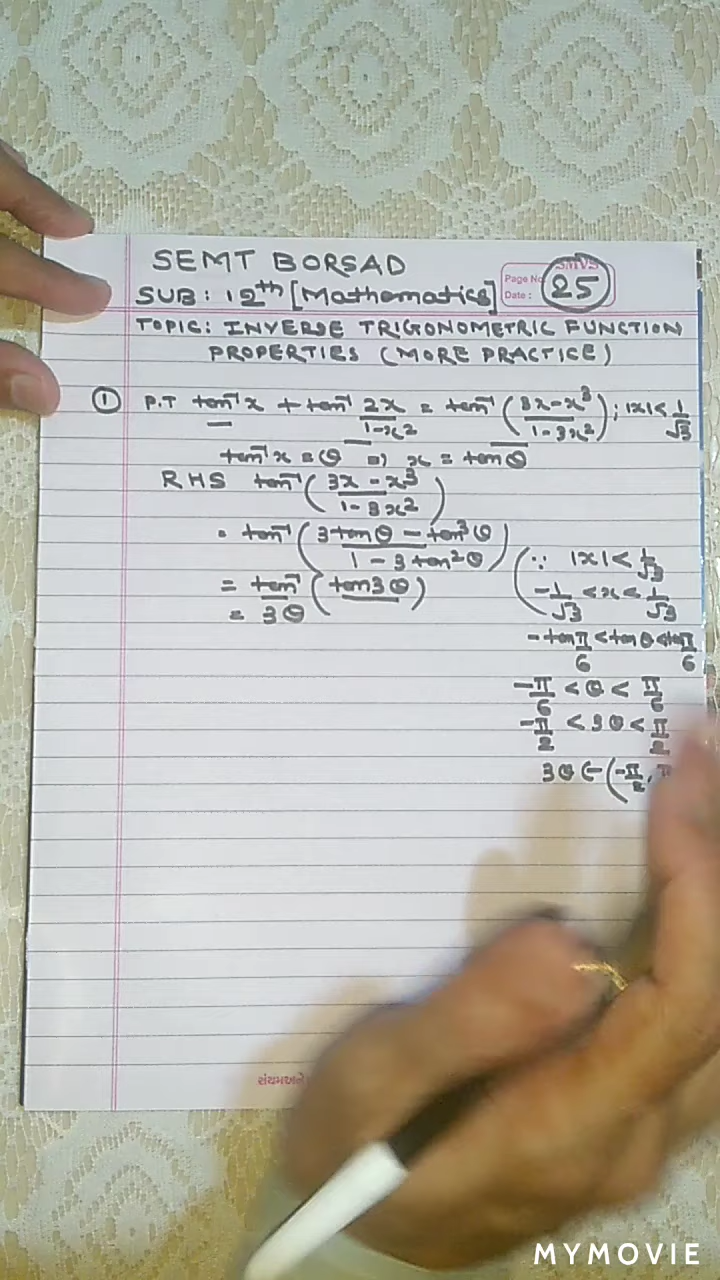 SEMT BORSAD
SMVS
Page No.
Date :
25
SUB : 12th [Mathematics]
TOPIC: INVERSE TRIGONOMETRIC FUNCTION
PROPERTIES (MORE PRACTICE)
① P.T tan⁻¹x + tan⁻¹ 2x/1-x² = tan⁻¹ (3x-x³/1-3x²) ; |x| < 1/√3
tan⁻¹x = θ ⇒ x = tanθ
RHS tan⁻¹ (3x - x³/1 - 3x²)
= tan⁻¹ (3tanθ - tan³θ/1 - 3tan²θ)
= tan⁻¹ (tan3θ)
= 3θ
(∵ |x| < 1/√3
-1/√3 < x < 1/√3
-tan π/6 < tanθ < tan π/6
-π/6 < θ < π/6
-π/2 < 3θ < π/2
3θ ∈ (-π/2,
MYMOVIE